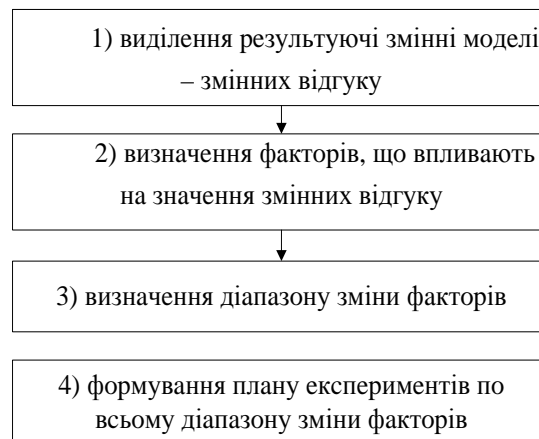 1) виділення результуючі змінні моделі
– змінних відгуку
2) визначення факторів, що впливають
на значення змінних відгуку
3) визначення діапазону зміни факторів
4) формування плану експериментів по
всьому діапазону зміни факторів